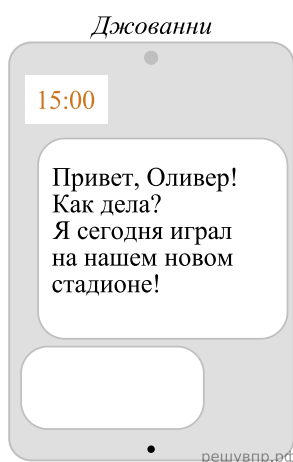 Джованни
15:00
Привет, Оливер!
Как дела?
Я сегодня играл
на нашем новом
стадионе!
решувпр.рф